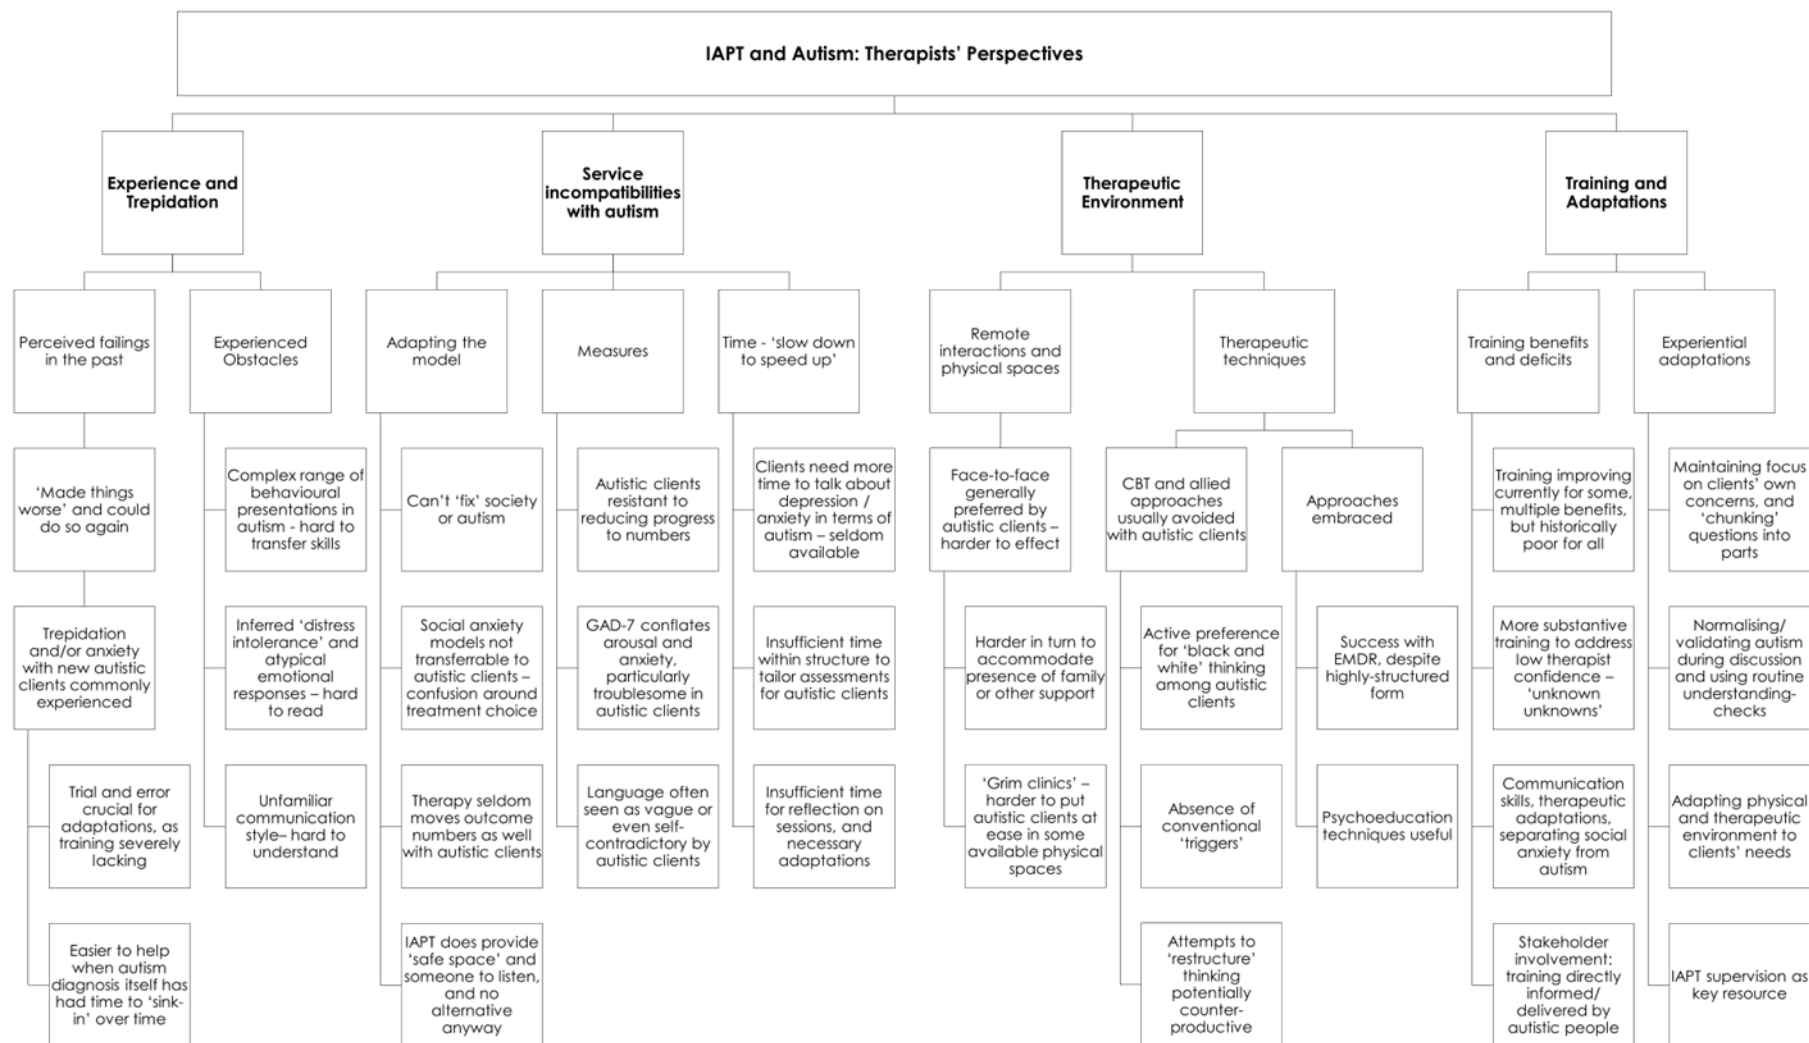 IAPT and Autism: Therapists' Perspectives
Experience and
Trepidation
Service
incompatibilities
with autism
Therapeutic
Environment
Training and
Adaptations
Perceived failings
in the past
Experienced
Obstacles
Adapting the
model
Measures
Time - 'slow down
to speed up'
Remote
interactions and
physical spaces
Therapeutic
techniques
Training benefits
and deficits
Experiential
adaptations
'Made things
worse' and could
do so again
Complex range of
behavioural
presentations in
autism - hard to
transfer skills
Can't 'fix' society
or autism
Autistic clients
resistant to
reducing progress
to numbers
Clients need more
time to talk about
depression /
anxiety in terms of
autism – seldom
available
Face-to-face
generally
preferred by
autistic clients –
harder to effect
CBT and allied
approaches
usually avoided
with autistic clients
Approaches
embraced
Training improving
currently for some,
multiple benefits,
but historically
poor for all
Maintaining focus
on clients' own
concerns, and
'chunking'
questions into
parts
Trepidation
and/or anxiety
with new autistic
clients commonly
experienced
Inferred 'distress
intolerance' and
atypical
emotional
responses – hard
to read
Social anxiety
models not
transferrable to
autistic clients –
confusion around
treatment choice
GAD-7 conflates
arousal and
anxiety,
particularly
troublesome in
autistic clients
Insufficient time
within structure to
tailor assessments
for autistic clients
Harder in turn to
accommodate
presence of family
or other support
Active preference
for 'black and
white' thinking
among autistic
clients
Success with
EMDR, despite
highly-structured
form
More substantive
training to address
low therapist
confidence –
'unknown
unknowns'
Normalising/
validating autism
during discussion
and using routine
understanding-
checks
Trial and error
crucial for
adaptations, as
training severely
lacking
Unfamiliar
communication
style– hard to
understand
Therapy seldom
moves outcome
numbers as well
with autistic clients
Language often
seen as vague or
even self-
contradictory by
autistic clients
Insufficient time
for reflection on
sessions, and
necessary
adaptations
'Grim clinics' –
harder to put
autistic clients at
ease in some
available physical
spaces
Absence of
conventional
'triggers'
Psychoeducation
techniques useful
Communication
skills, therapeutic
adaptations,
separating social
anxiety from
autism
Adapting physical
and therapeutic
environment to
clients' needs
Easier to help
when autism
diagnosis itself has
had time to 'sink-
in' over time
IAPT does provide
'safe space' and
someone to listen,
and no
alternative
anyway
Attempts to
'restructure'
thinking
potentially
counter-
productive
Stakeholder
involvement:
training directly
informed/
delivered by
autistic people
IAPT supervision as
key resource